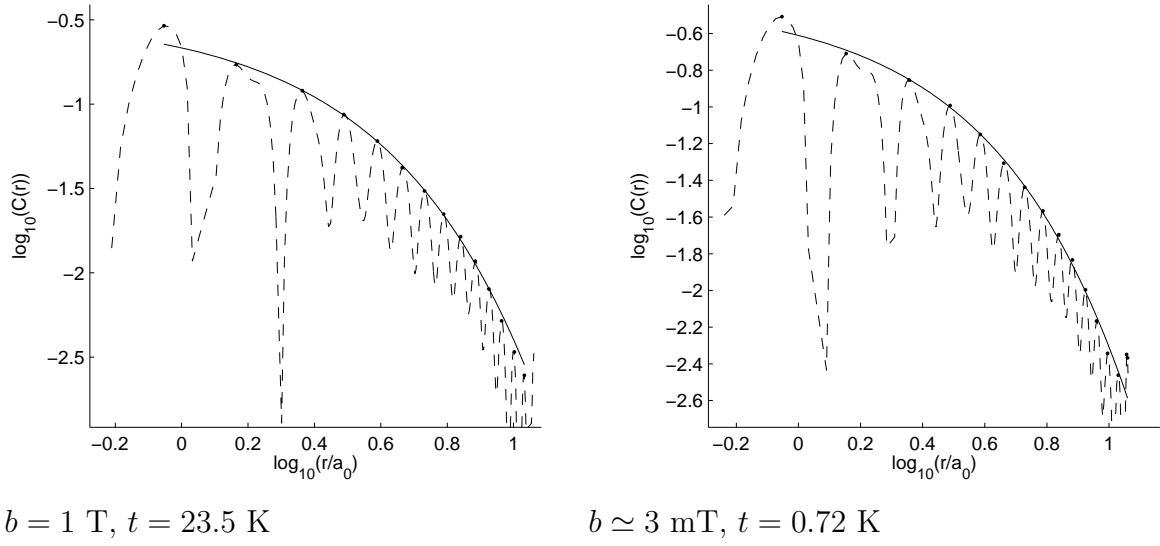 −0.5
−1
−1.5
−2
−2.5
log10(C(r))
−0.2 0 0.2 0.4 0.6 0.8 1
log10(r/a0)
b = 1 T, t = 23.5 K
−0.6
−0.8
−1
−1.2
−1.4
−1.6
−1.8
−2
−2.2
−2.4
−2.6
log10(C(r))
−0.2 0 0.2 0.4 0.6 0.8 1
log10(r/a0)
b ≃ 3 mT, t = 0.72 K